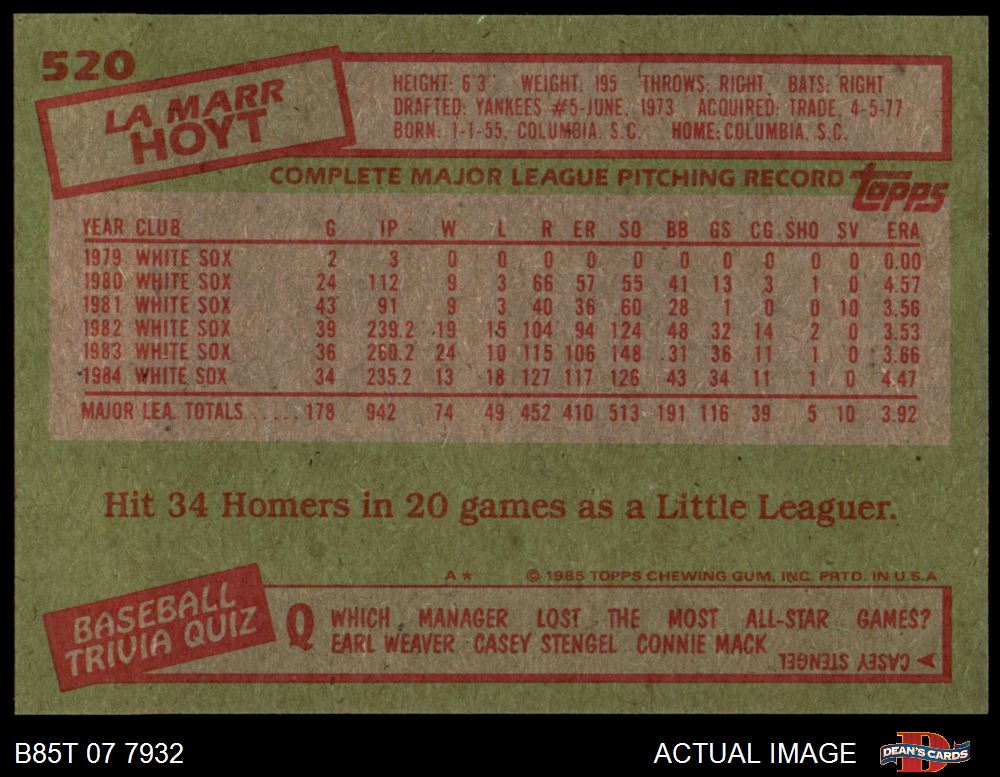 520
LA MARR
HOYT
HEIGHT: 6'3" WEIGHT: 195 THROWS: RIGHT BATS: RIGHT
DRAFTED: YANKEES #5-JUNE, 1973 ACQUIRED: TRADE, 4-5-77
BORN: 1-1-55, COLUMBIA, S.C. HOME: COLUMBIA, S.C.
COMPLETE MAJOR LEAGUE PITCHING RECORD topps
YEAR CLUB G IP W L R ER SO BB GS CG SHO SV ERA
1979 WHITE SOX 2 3 0 0 0 0 0 0 0 0 0 0 0.00
1980 WHITE SOX 24 112 9 3 66 57 55 41 13 3 1 0 4.57
1981 WHITE SOX 43 91 9 3 40 36 60 28 1 0 0 10 3.56
1982 WHITE SOX 39 239.2 19 15 104 94 124 48 32 14 2 0 3.53
1983 WHITE SOX 36 260.2 24 10 115 106 148 31 36 11 1 0 3.66
1984 WHITE SOX 34 235.2 13 18 127 117 126 43 34 11 1 0 4.47
MAJOR LEA. TOTALS ..... 178 942 74 49 452 410 513 191 116 39 5 10 3.92
Hit 34 Homers in 20 games as a Little Leaguer.
A* © 1985 TOPPS CHEWING GUM, INC. PRTD. IN U.S.A
BASEBALL
TRIVIA QUIZ
Q WHICH MANAGER LOST THE MOST ALL-STAR GAMES?
EARL WEAVER CASEY STENGEL CONNIE MACK
CASEY STENGEL
B85T 07 7932
ACTUAL IMAGE
D
DEAN'S CARDS